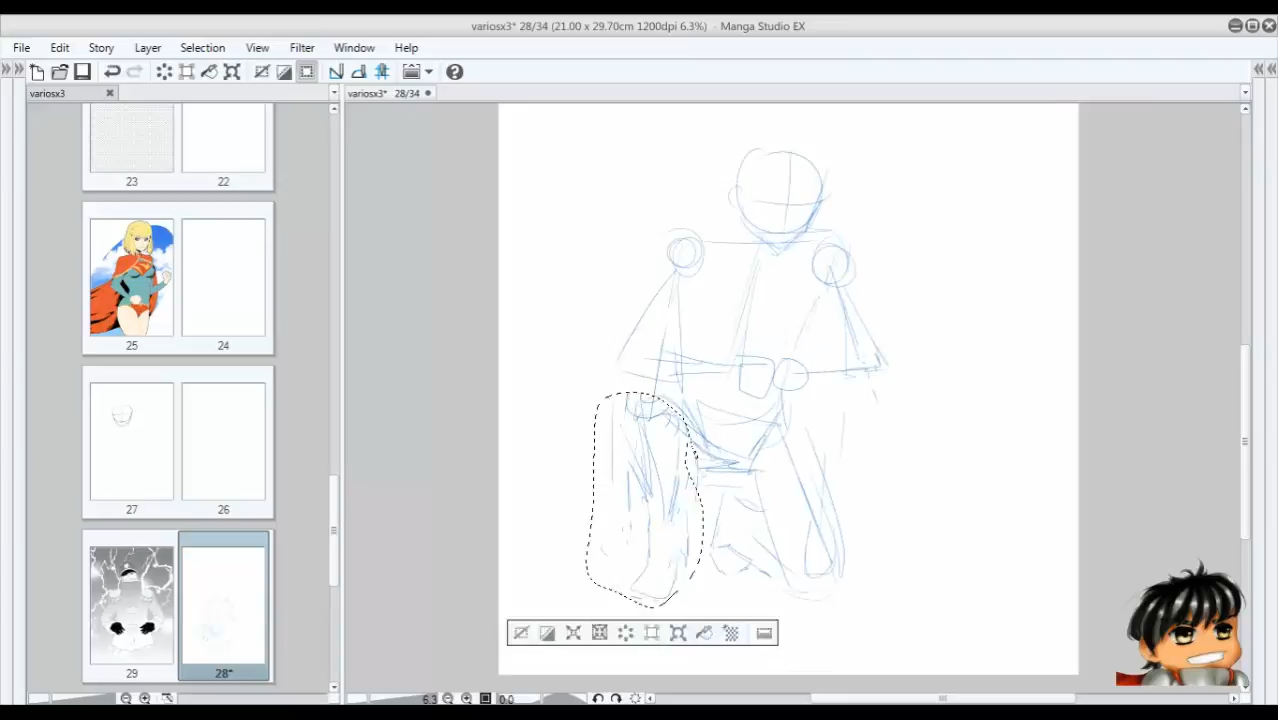 variosx3* 28/34 (21.00 x 29.70cm 1200dpi 6.3%) - Manga Studio EX
File Edit Story Layer Selection View Filter Window Help
variosx3
variosx3* 28/34
23 22
25 24
27 26
29 28*
6.3 0.0